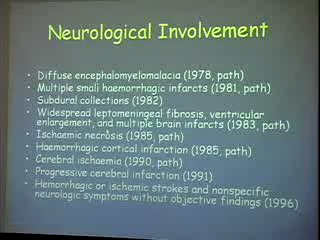 Neurological Involvement
• Diffuse encephalomyelomalacia (1978, path)
• Multiple small haemorrhagic infarcts (1981, path)
• Subdural collections (1982)
• Widespread leptomeningeal fibrosis, ventricular
enlargement, and multiple brain infarcts (1983, path)
• Ischaemic necrosis (1985, path)
• Haemorrhagic cortical infarction (1985, path)
• Cerebral ischaemia (1990, path)
• Progressive cerebral infarction (1991)
• Hemorrhagic or ischemic strokes and nonspecific
neurologic symptoms without objective findings (1996)